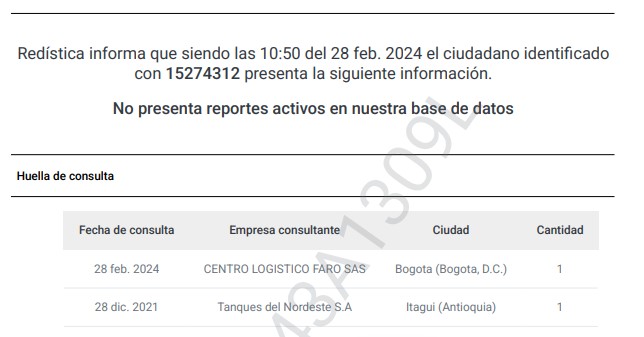 Redística informa que siendo las 10:50 del 28 feb. 2024 el ciudadano identificado
con 15274312 presenta la siguiente información.
No presenta reportes activos en nuestra base de datos
Huella de consulta
Fecha de consulta Empresa consultante Ciudad Cantidad
28 feb. 2024 CENTRO LOGISTICO FARO SAS Bogota (Bogota, D.C.) 1
28 dic. 2021 Tanques del Nordeste S.A Itagui (Antioquia) 1